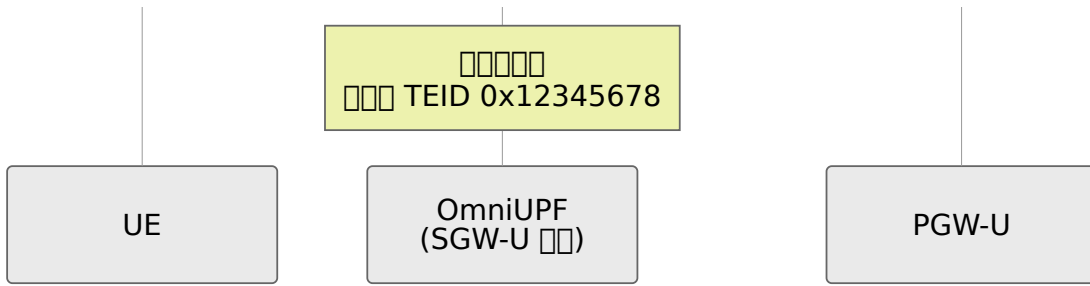 TEID 0x12345678
UE
OmniUPF
(SGW-U
PGW-U